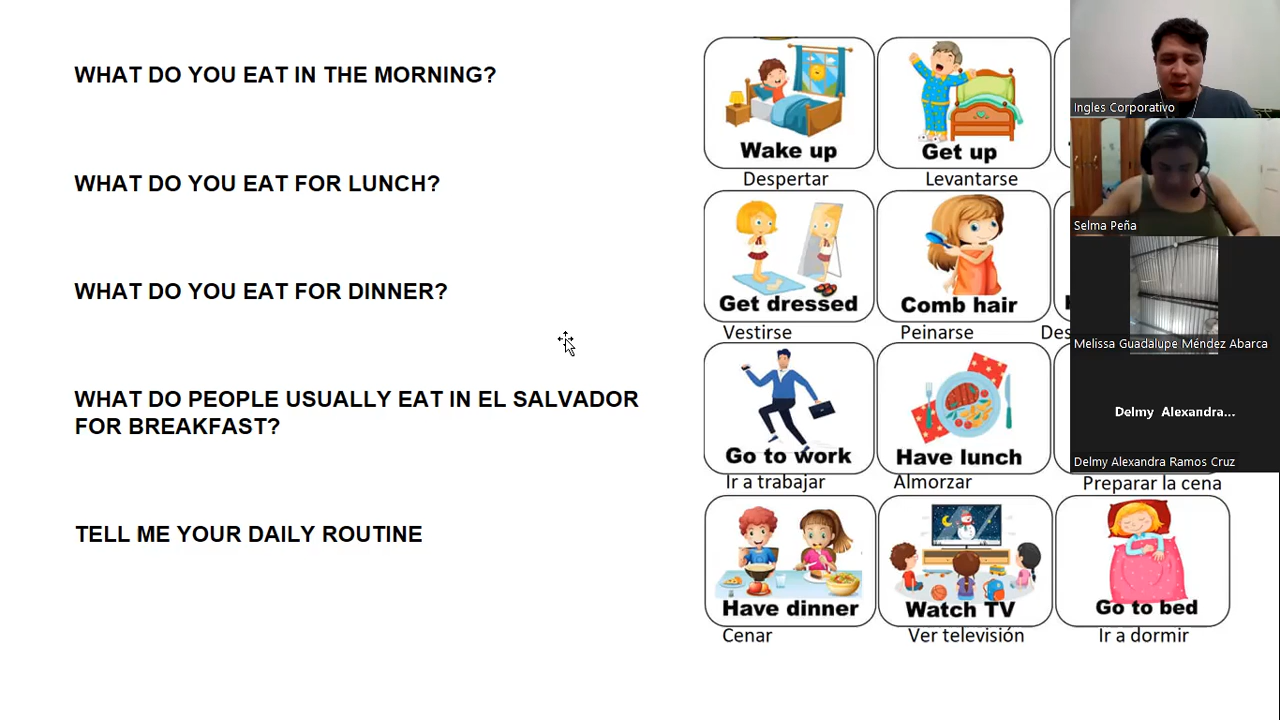 WHAT DO YOU EAT IN THE MORNING?
WHAT DO YOU EAT FOR LUNCH?
WHAT DO YOU EAT FOR DINNER?
WHAT DO PEOPLE USUALLY EAT IN EL SALVADOR
FOR BREAKFAST?
TELL ME YOUR DAILY ROUTINE
Wake up
Get up
Despertar
Levantarse
Get dressed
Comb hair
Vestirse
Peinarse
Go to work
Have lunch
Ir a trabajar
Almorzar
Preparar la cena
Have dinner
Watch TV
Go to bed
Cenar
Ver televisión
Ir a dormir
Ingles Corporativo
Selma Peña
Melissa Guadalupe Méndez Abarca
Delmy Alexandra...
Delmy Alexandra Ramos Cruz